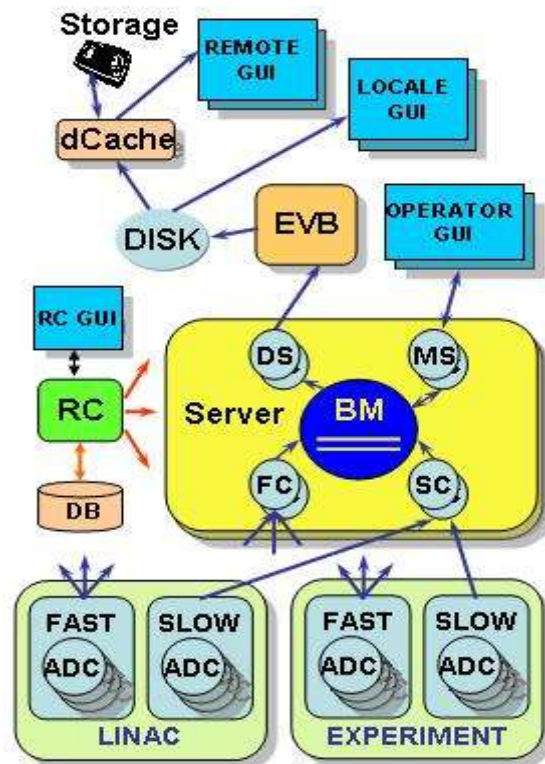 Storage
REMOTE
GUI
LOCALE
GUI
dCache
DISK
EVB
OPERATOR
GUI
RC GUI
DS
MS
RC
Server
BM
FC
SC
DB
FAST
SLOW
FAST
SLOW
ADC
ADC
ADC
ADC
LINAC
EXPERIMENT